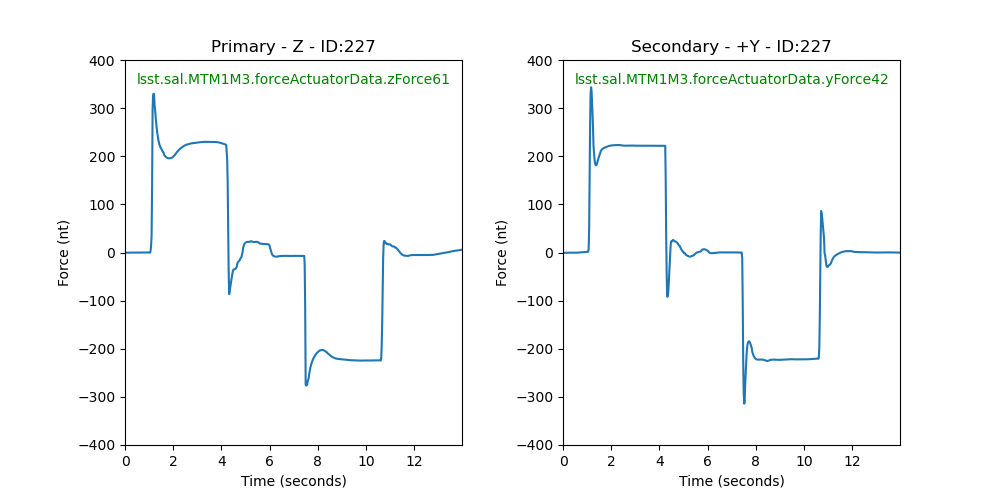 Primary - Z - ID:227
lsst.sal.MTM1M3.forceActuatorData.zForce61
400
300
200
100
0
−100
−200
−300
−400
Force (nt)
0 2 4 6 8 10 12
Time (seconds)
Secondary - +Y - ID:227
lsst.sal.MTM1M3.forceActuatorData.yForce42
400
300
200
100
0
−100
−200
−300
−400
Force (nt)
0 2 4 6 8 10 12
Time (seconds)